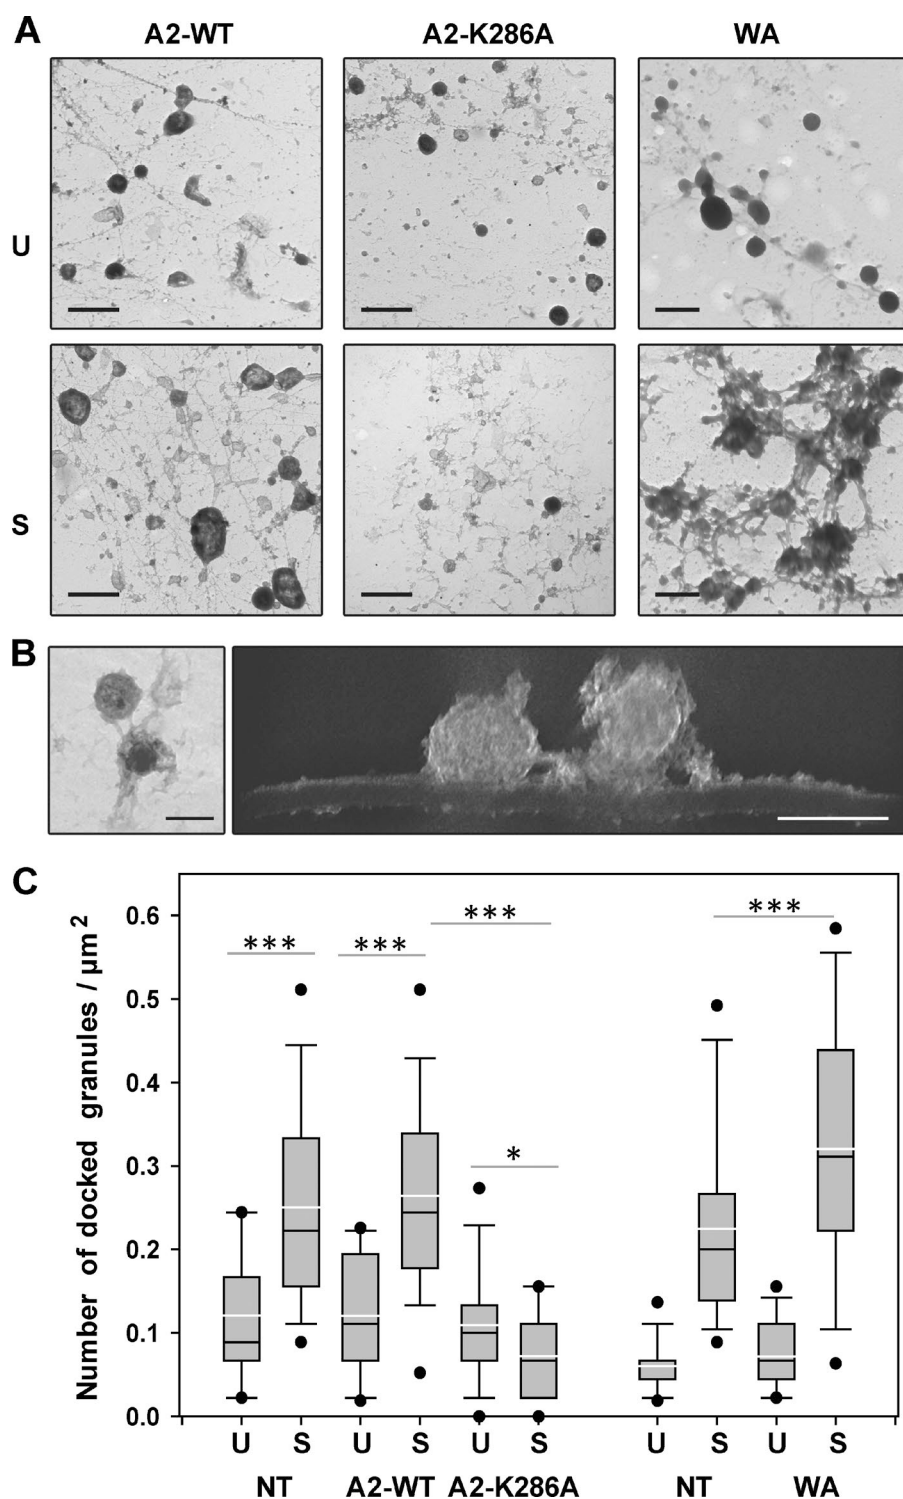 A
A2-WT A2-K286A WA
U
S
B
C
Number of docked granules / µm²
0.6
0.5
0.4
0.3
0.2
0.1
0.0
*** *** *** * ***
U S U S U S U S U S
NT A2-WT A2-K286A NT WA